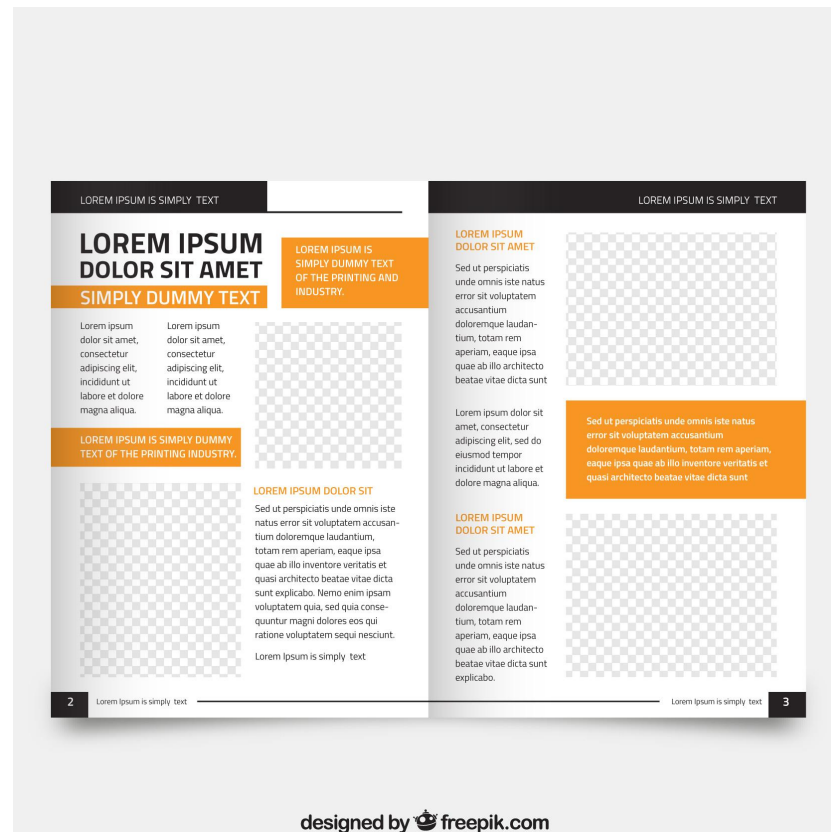 LOREM IPSUM IS SIMPLY TEXT
LOREM IPSUM
DOLOR SIT AMET
SIMPLY DUMMY TEXT
LOREM IPSUM IS
SIMPLY DUMMY TEXT
OF THE PRINTING AND
INDUSTRY.
Lorem ipsum
dolor sit amet,
consectetur
adipiscing elit,
incididunt ut
labore et dolore
magna aliqua.
Lorem ipsum
dolor sit amet,
consectetur
adipiscing elit,
incididunt ut
labore et dolore
magna aliqua.
LOREM IPSUM IS SIMPLY DUMMY
TEXT OF THE PRINTING INDUSTRY.
LOREM IPSUM DOLOR SIT
Sed ut perspiciatis unde omnis iste
natus error sit voluptatem accusan-
tium doloremque laudantium,
totam rem aperiam, eaque ipsa
quae ab illo inventore veritatis et
quasi architecto beatae vitae dicta
sunt explicabo. Nemo enim ipsam
voluptatem quia, sed quia conse-
quuntur magni dolores eos qui
ratione voluptatem sequi nesciunt.
Lorem Ipsum is simply text
2
Lorem Ipsum is simply text
LOREM IPSUM IS SIMPLY TEXT
LOREM IPSUM
DOLOR SIT AMET
Sed ut perspiciatis
unde omnis iste natus
error sit voluptatem
accusantium
doloremque laudan-
tium, totam rem
aperiam, eaque ipsa
quae ab illo architecto
beatae vitae dicta sunt
Lorem ipsum dolor sit
amet, consectetur
adipiscing elit, sed do
eiusmod tempor
incididunt ut labore et
dolore magna aliqua.
LOREM IPSUM
DOLOR SIT AMET
Sed ut perspiciatis
unde omnis iste natus
error sit voluptatem
accusantium
doloremque laudan-
tium, totam rem
aperiam, eaque ipsa
quae ab illo architecto
beatae vitae dicta sunt
explicabo.
Sed ut perspiciatis unde omnis iste natus
error sit voluptatem accusantium
doloremque laudantium, totam rem aperiam,
eaque ipsa quae ab illo inventore veritatis et
quasi architecto beatae vitae dicta sunt
Lorem Ipsum is simply text
3
designed by freepik.com